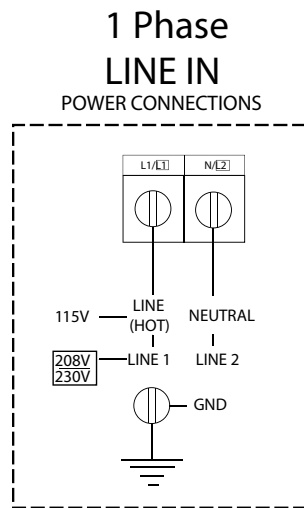 1 Phase
LINE IN
POWER CONNECTIONS
L1/L1 N/L2
115V LINE (HOT) NEUTRAL
208V
230V LINE 1 LINE 2
GND